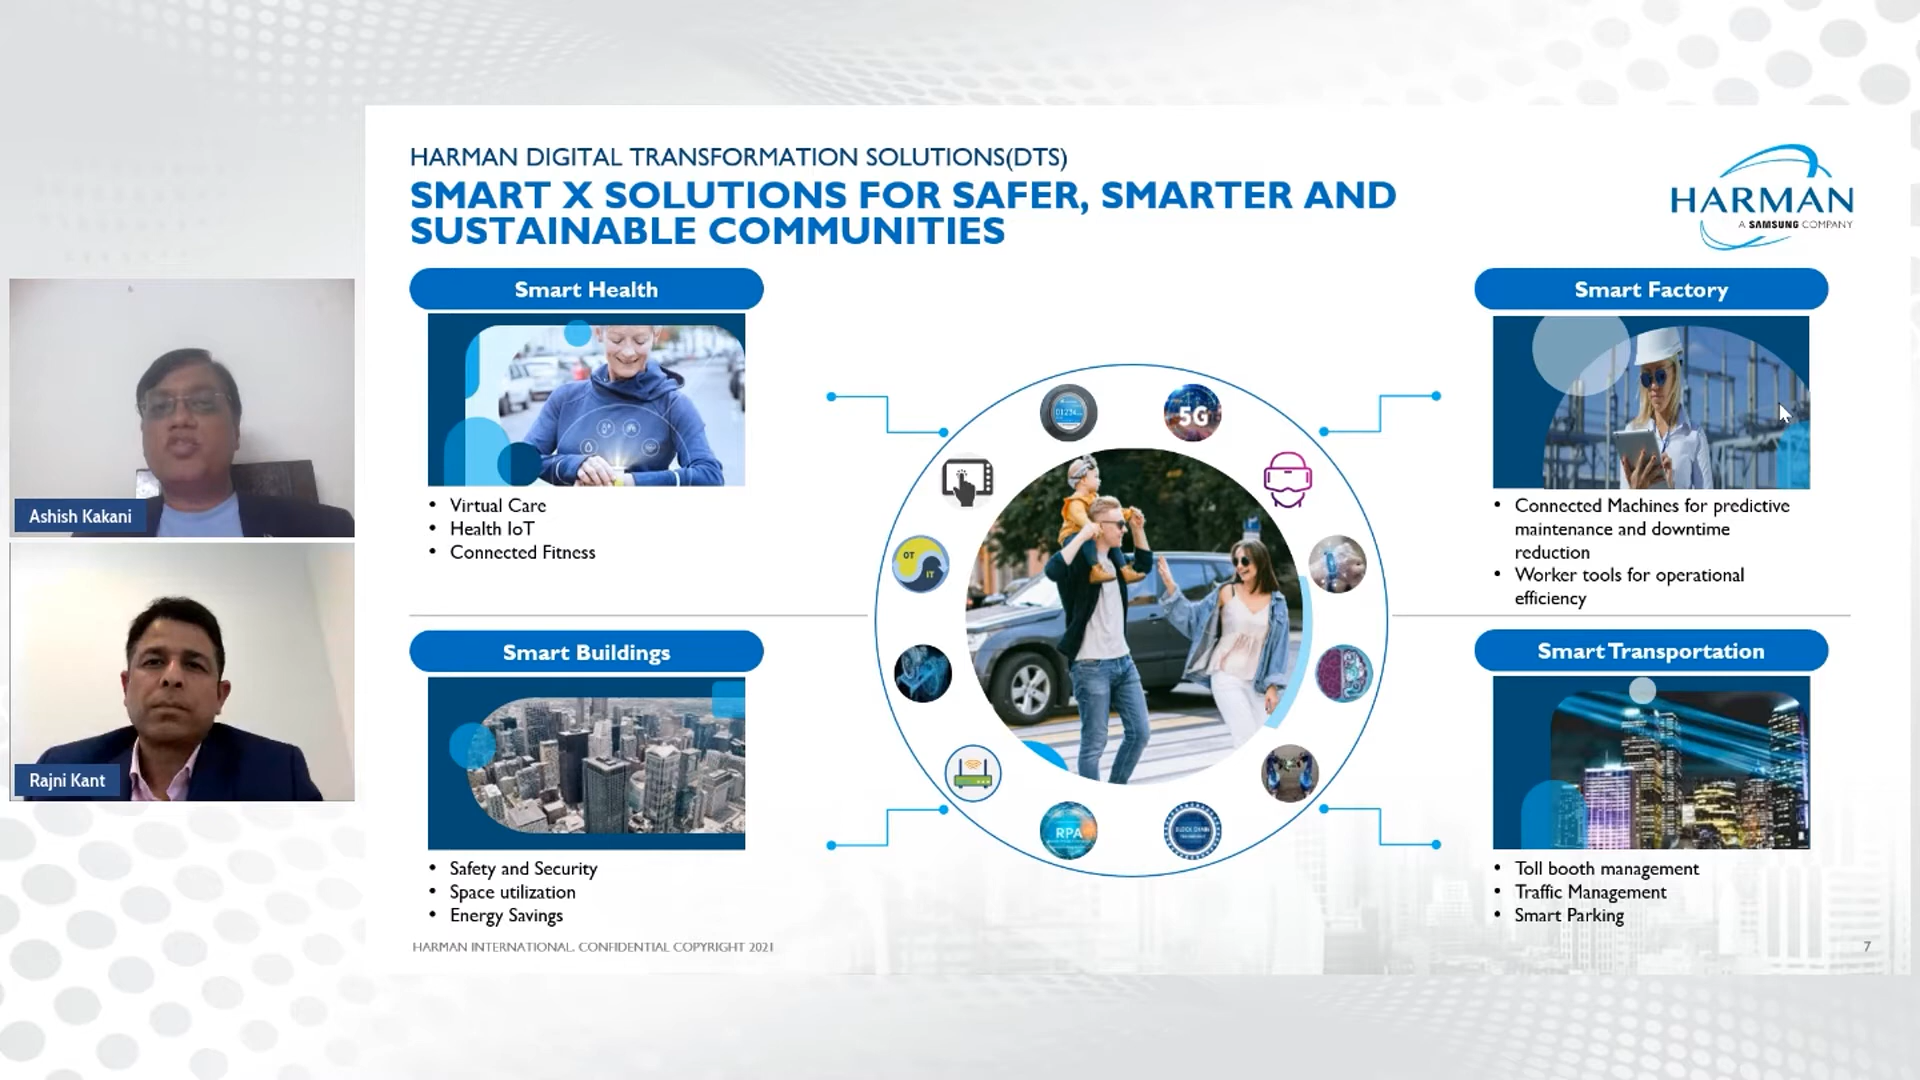 HARMAN DIGITAL TRANSFORMATION SOLUTIONS(DTS)
SMART X SOLUTIONS FOR SAFER, SMARTER AND
SUSTAINABLE COMMUNITIES
HARMAN
A SAMSUNG COMPANY
Smart Health
• Virtual Care
• Health IoT
• Connected Fitness
Smart Factory
• Connected Machines for predictive
maintenance and downtime
reduction
• Worker tools for operational
efficiency
5G
OT
IT
RPA
BLOCK CHAIN
Ashish Kakani
Rajni Kant
Smart Buildings
• Safety and Security
• Space utilization
• Energy Savings
Smart Transportation
• Toll booth management
• Traffic Management
• Smart Parking
HARMAN INTERNATIONAL. CONFIDENTIAL COPYRIGHT 2021
7